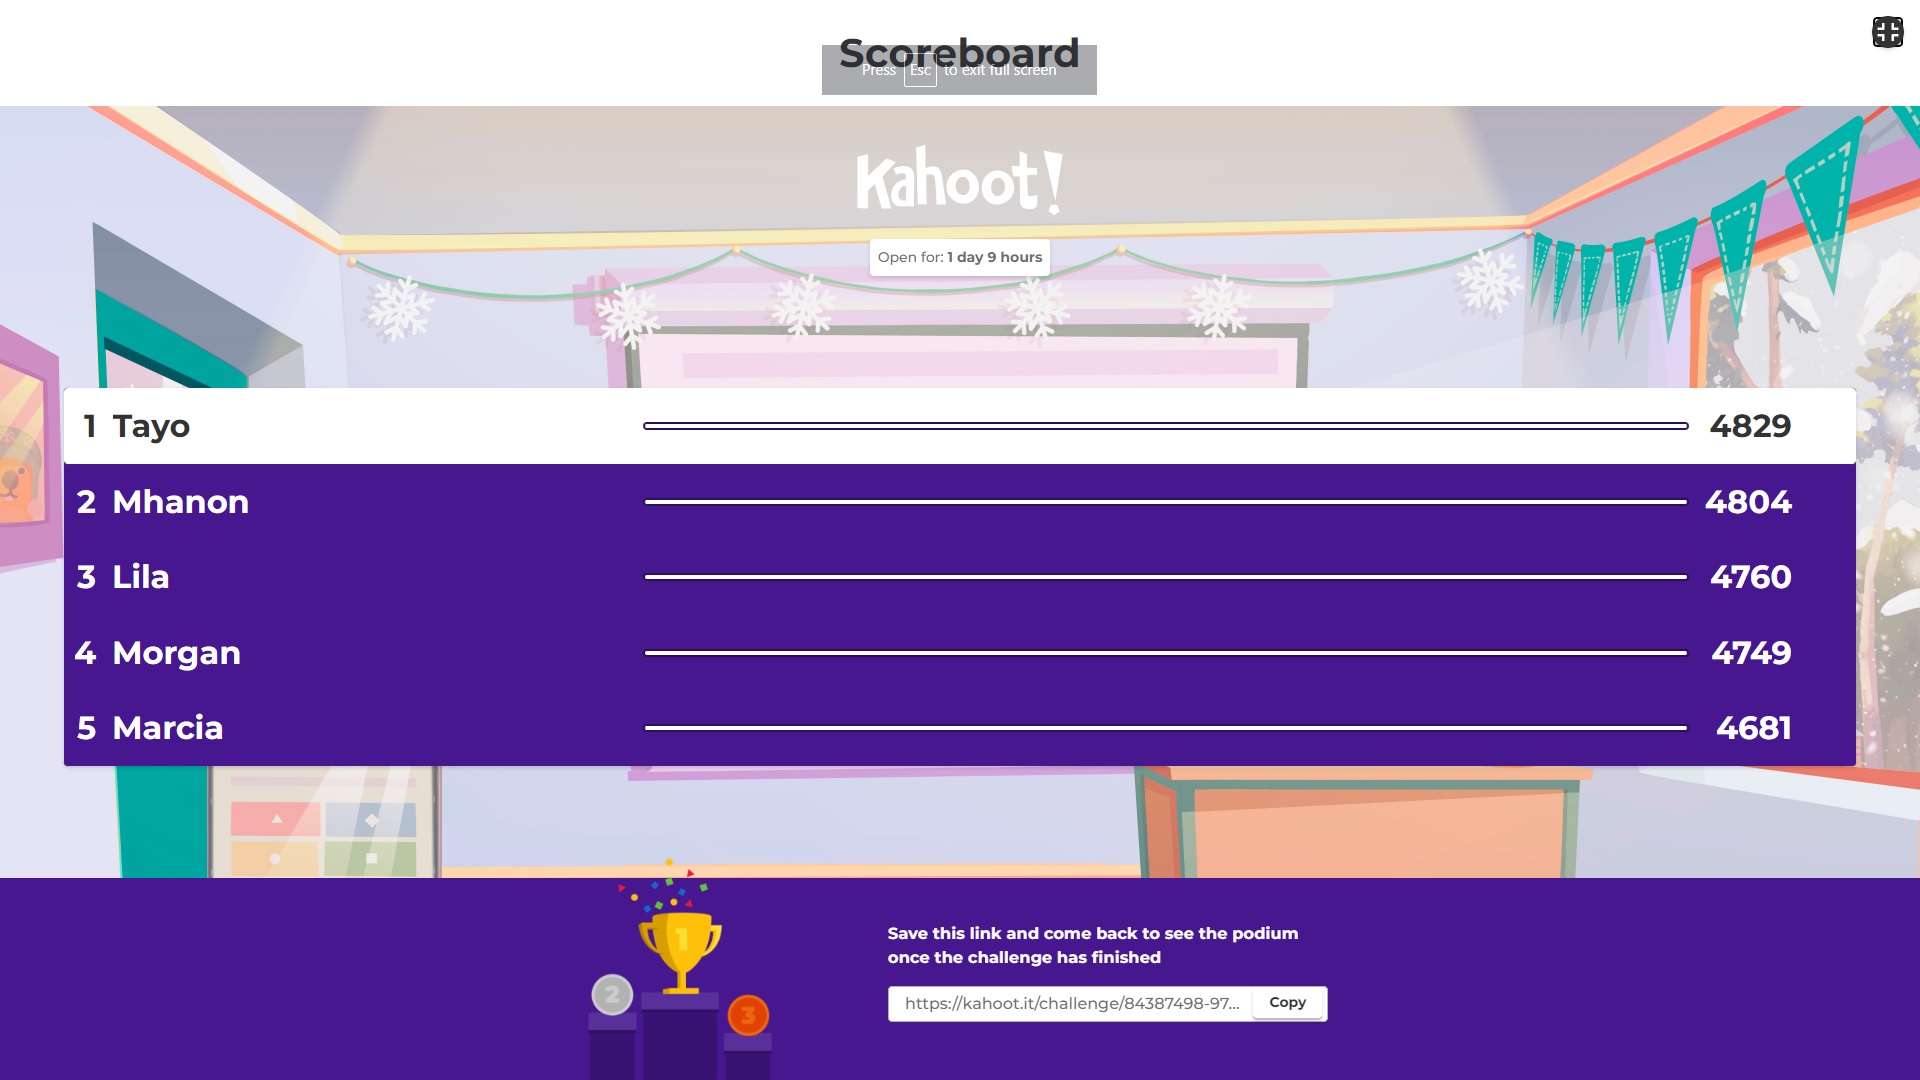 Scoreboard
Press Esc to exit full screen
Kahoot!
Open for: 1 day 9 hours
1 Tayo 4829
2 Mhanon 4804
3 Lila 4760
4 Morgan 4749
5 Marcia 4681
1
2
3
Save this link and come back to see the podium
once the challenge has finished
https://kahoot.it/challenge/84387498-97... Copy